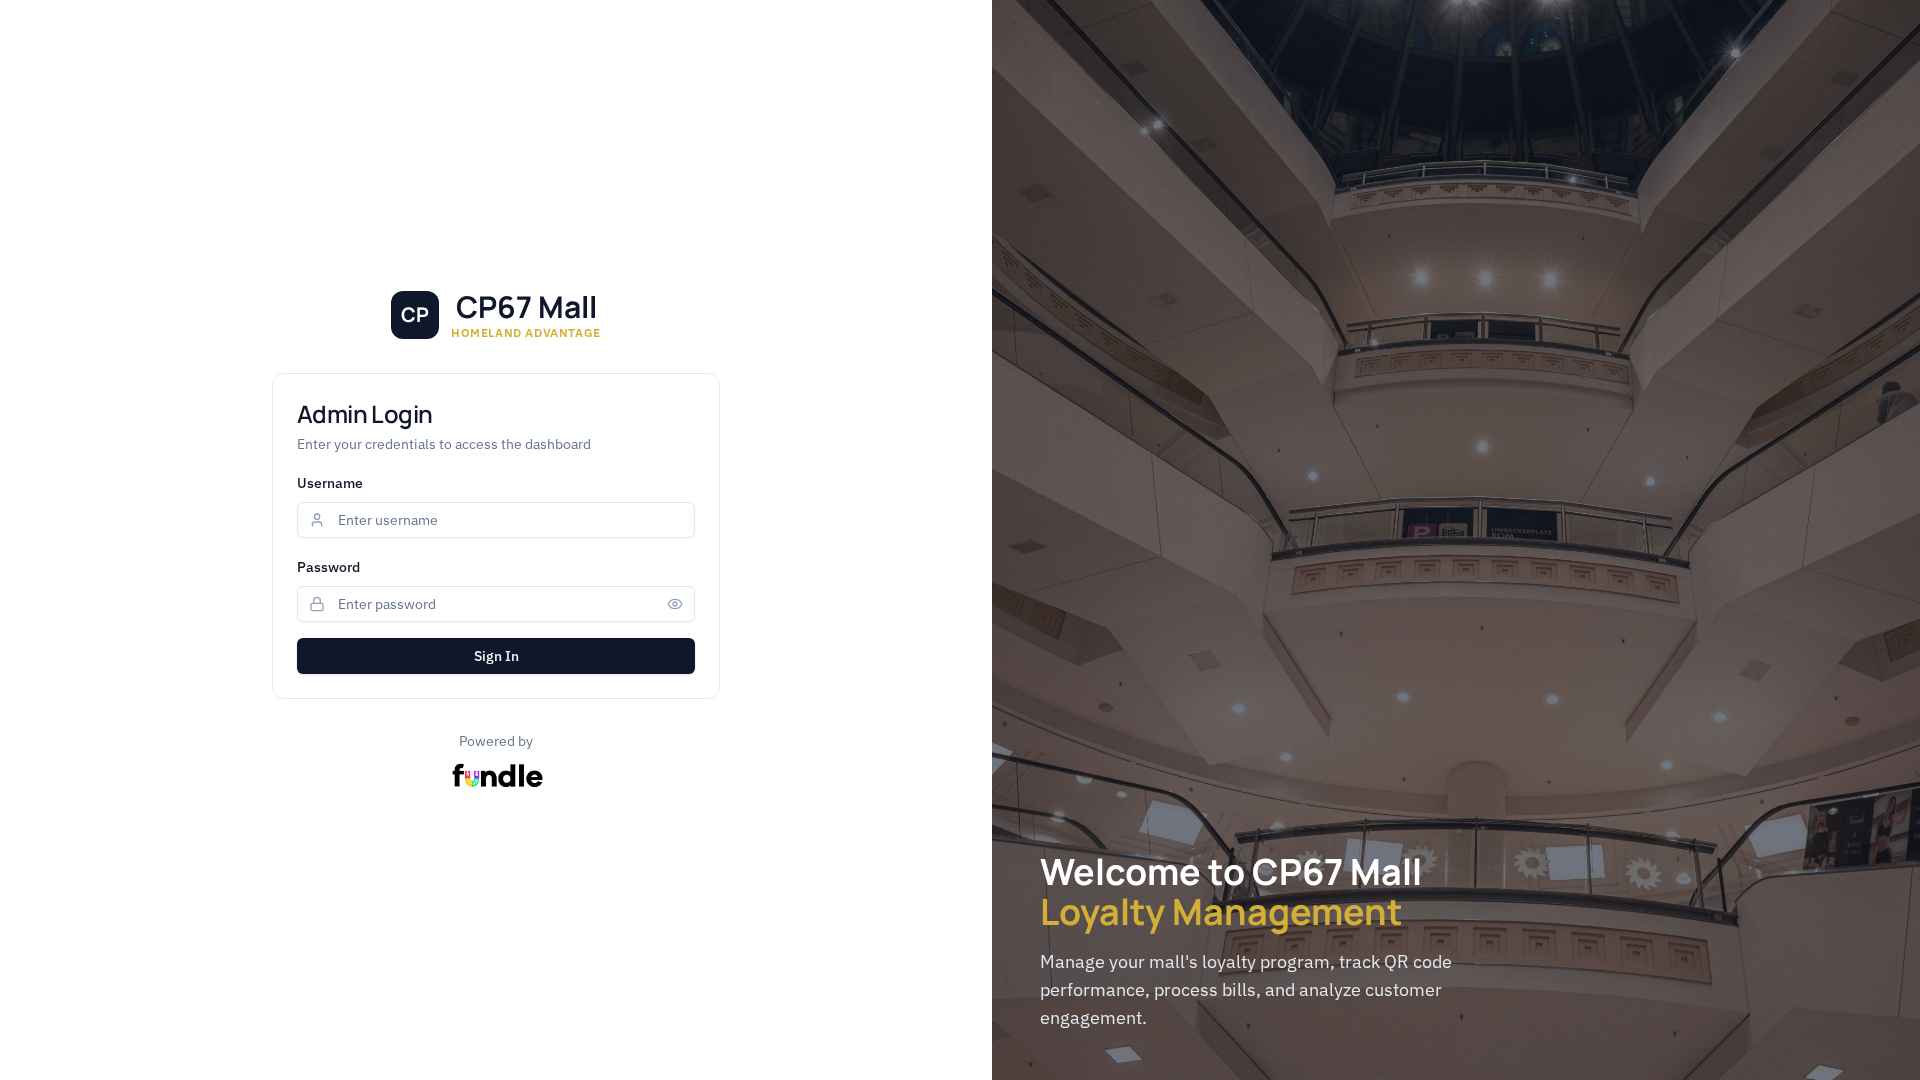 CP
CP67 Mall
HOMELAND ADVANTAGE
Admin Login
Enter your credentials to access the dashboard
Username
Enter username
Password
Enter password
Sign In
Powered by
fundle
Welcome to CP67 Mall
Loyalty Management
Manage your mall's loyalty program, track QR code
performance, process bills, and analyze customer
engagement.